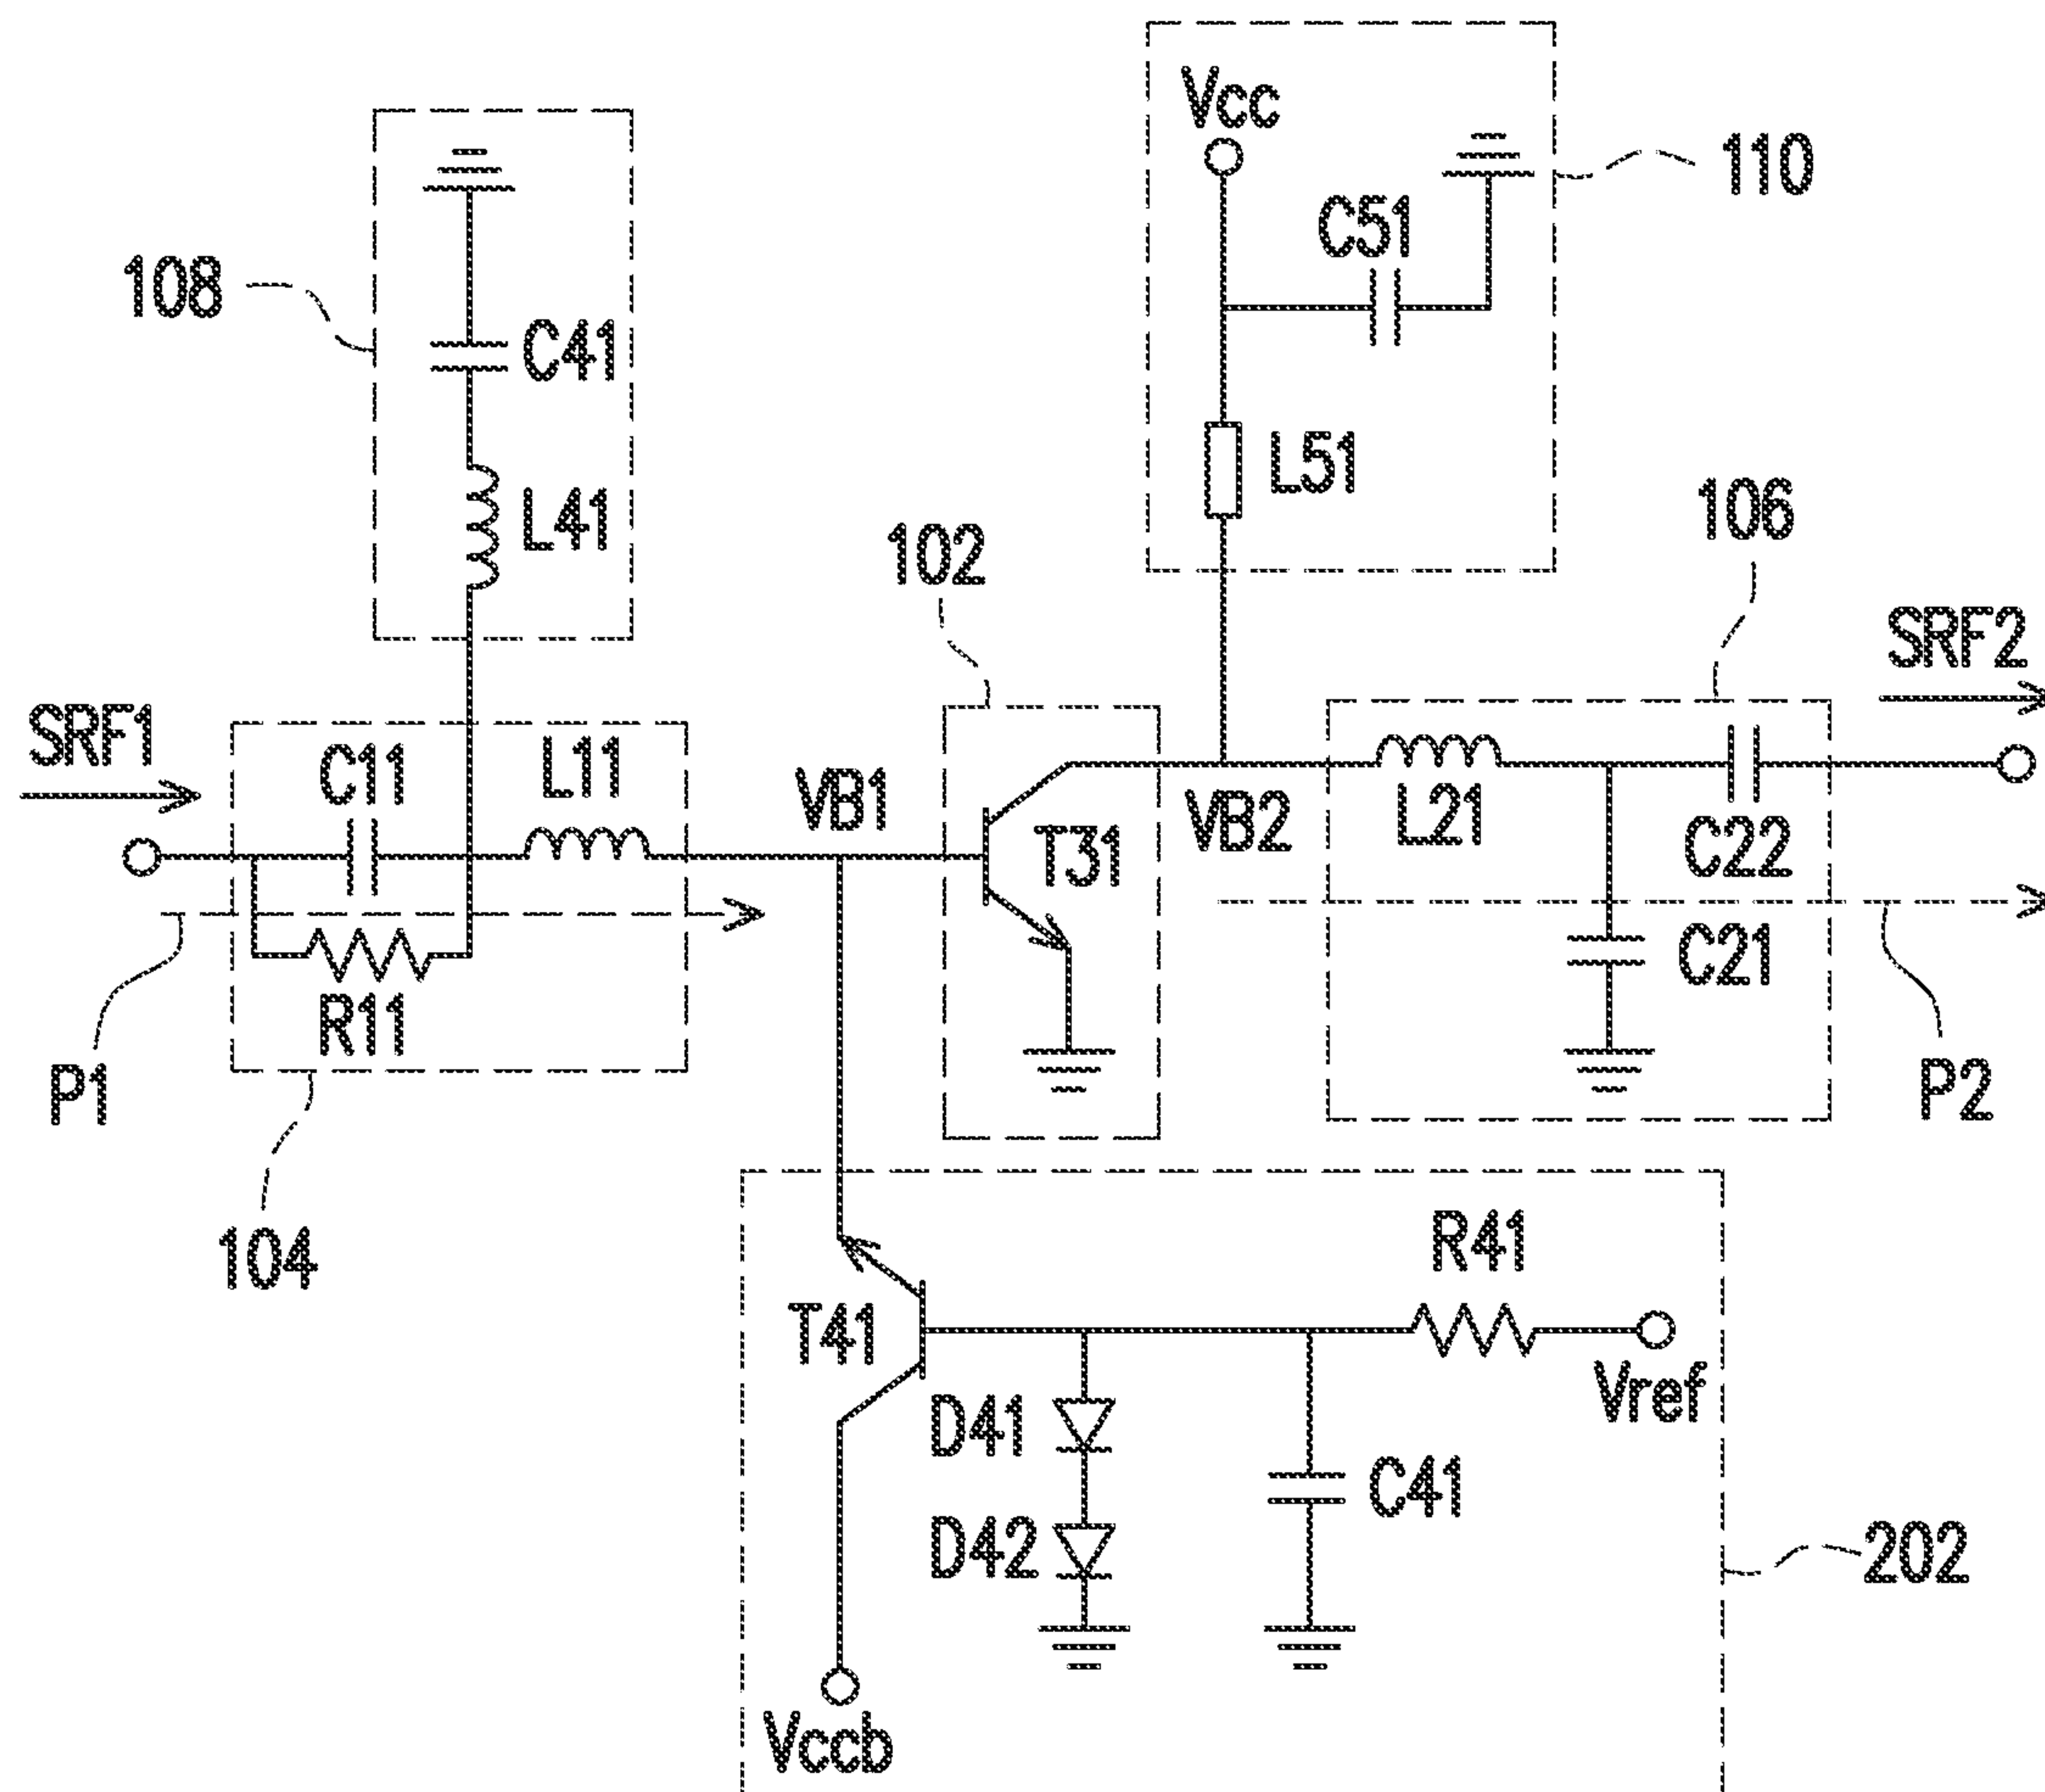 Vcc
110
C51
108
C41
L41
L51
106
102
SRF2
SRF1
C11
L11
VB1
VB2
L21
T31
C22
C21
R11
P1
P2
104
R41
T41
Vref
D41
C41
D42
202
Vccb